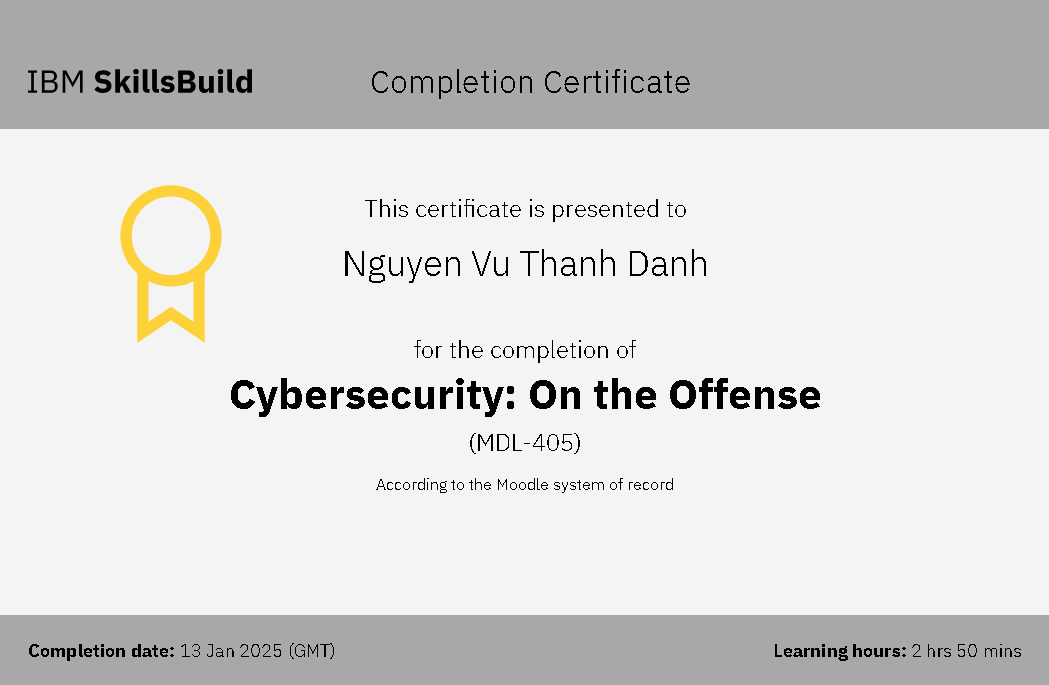 IBM SkillsBuild
Completion Certificate
This certificate is presented to
Nguyen Vu Thanh Danh
for the completion of
Cybersecurity: On the Offense
(MDL-405)
According to the Moodle system of record
Completion date: 13 Jan 2025 (GMT)
Learning hours: 2 hrs 50 mins